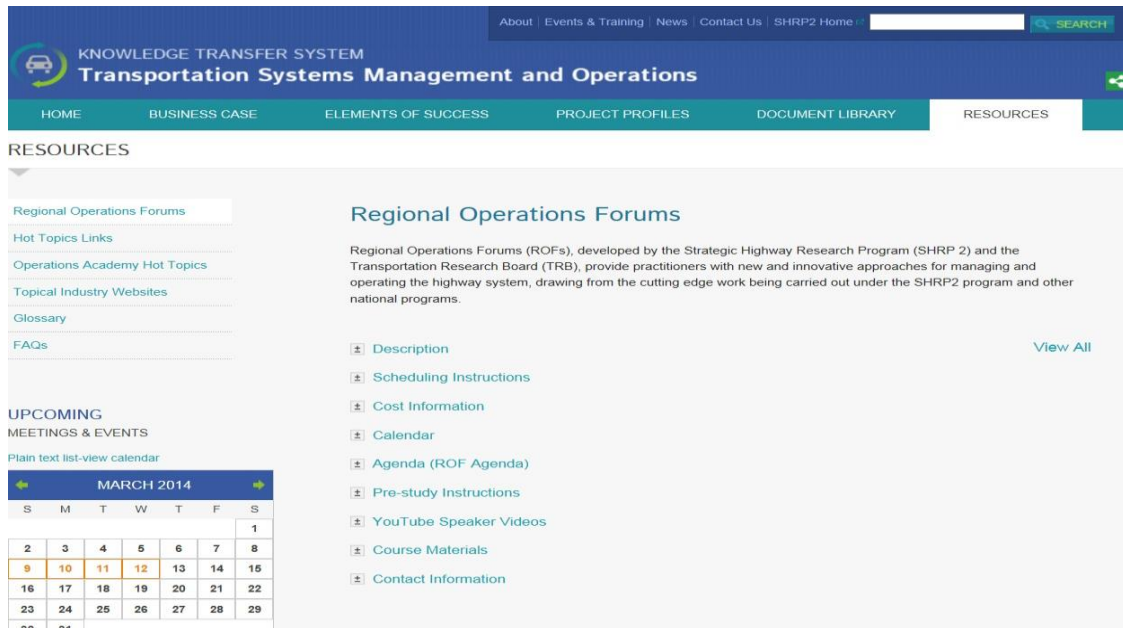 About | Events & Training | News | Contact Us | SHRP2 Home
SEARCH
KNOWLEDGE TRANSFER SYSTEM
Transportation Systems Management and Operations
HOME BUSINESS CASE ELEMENTS OF SUCCESS PROJECT PROFILES DOCUMENT LIBRARY RESOURCES
RESOURCES
Regional Operations Forums
Hot Topics Links
Operations Academy Hot Topics
Topical Industry Websites
Glossary
FAQs
UPCOMING
MEETINGS & EVENTS
Plain text list-view calendar
MARCH 2014
S M T W T F S
1
2 3 4 5 6 7 8
9 10 11 12 13 14 15
16 17 18 19 20 21 22
23 24 25 26 27 28 29
30 31
Regional Operations Forums
Regional Operations Forums (ROFs), developed by the Strategic Highway Research Program (SHRP 2) and the
Transportation Research Board (TRB), provide practitioners with new and innovative approaches for managing and
operating the highway system, drawing from the cutting edge work being carried out under the SHRP2 program and other
national programs.
View All
Description
Scheduling Instructions
Cost Information
Calendar
Agenda (ROF Agenda)
Pre-study Instructions
YouTube Speaker Videos
Course Materials
Contact Information